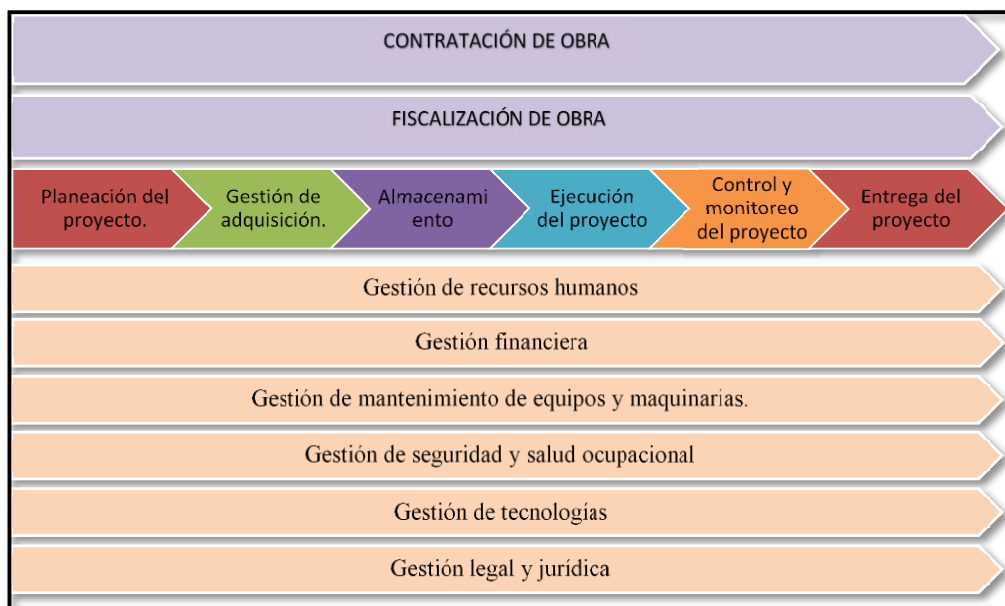 CONTRATACIÓN DE OBRA
FISCALIZACIÓN DE OBRA
Planeación del
proyecto.
Gestión de
adquisición.
Almacenami
ento
Ejecución
del proyecto
Control y
monitoreo
del proyecto
Entrega del
proyecto
Gestión de recursos humanos
Gestión financiera
Gestión de mantenimiento de equipos y maquinarias.
Gestión de seguridad y salud ocupacional
Gestión de tecnologías
Gestión legal y jurídica